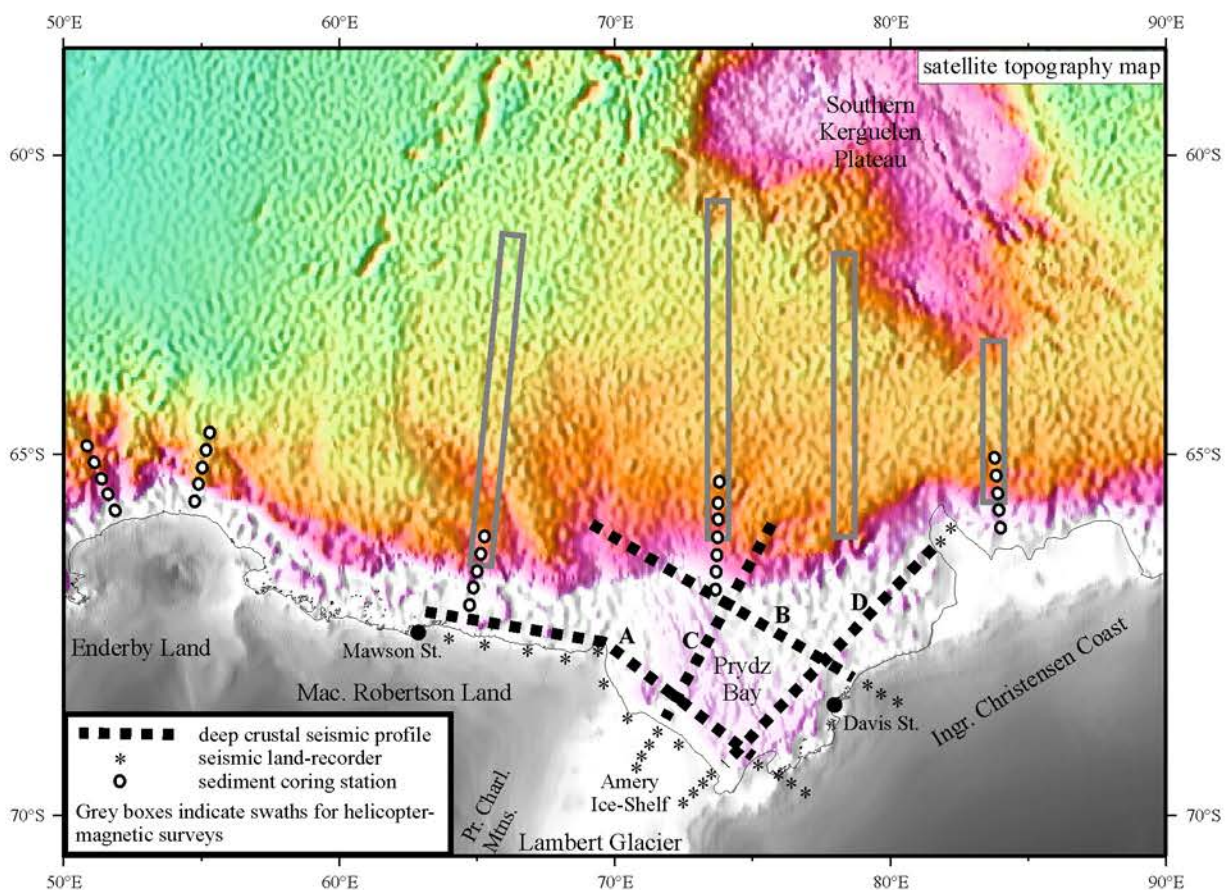 50°E 60°E 70°E 80°E 90°E
satellite topography map
Southern
Kerguelen
Plateau
60°S 60°S
65°S 65°S
A
B
C
D
Enderby Land
Mawson St.
Mac. Robertson Land
Prydz
Bay
Davis St.
Ingr. Christensen Coast
Amery
Ice-Shelf
Pr. Charl.
Mtns.
Lambert Glacier
70°S 70°S
deep crustal seismic profile
seismic land-recorder
sediment coring station
Grey boxes indicate swaths for helicopter-
magnetic surveys
50°E 60°E 70°E 80°E 90°E